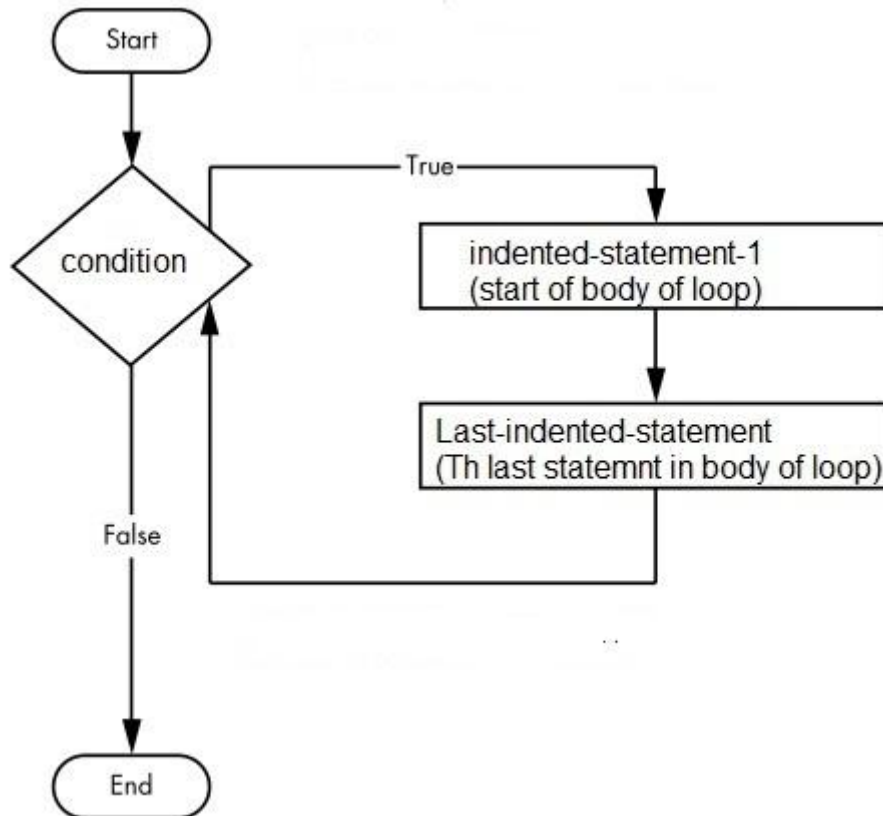 Start
True
condition
indented-statement-1
(start of body of loop)
Last-indented-statement
(Th last statemnt in body of loop)
False
End